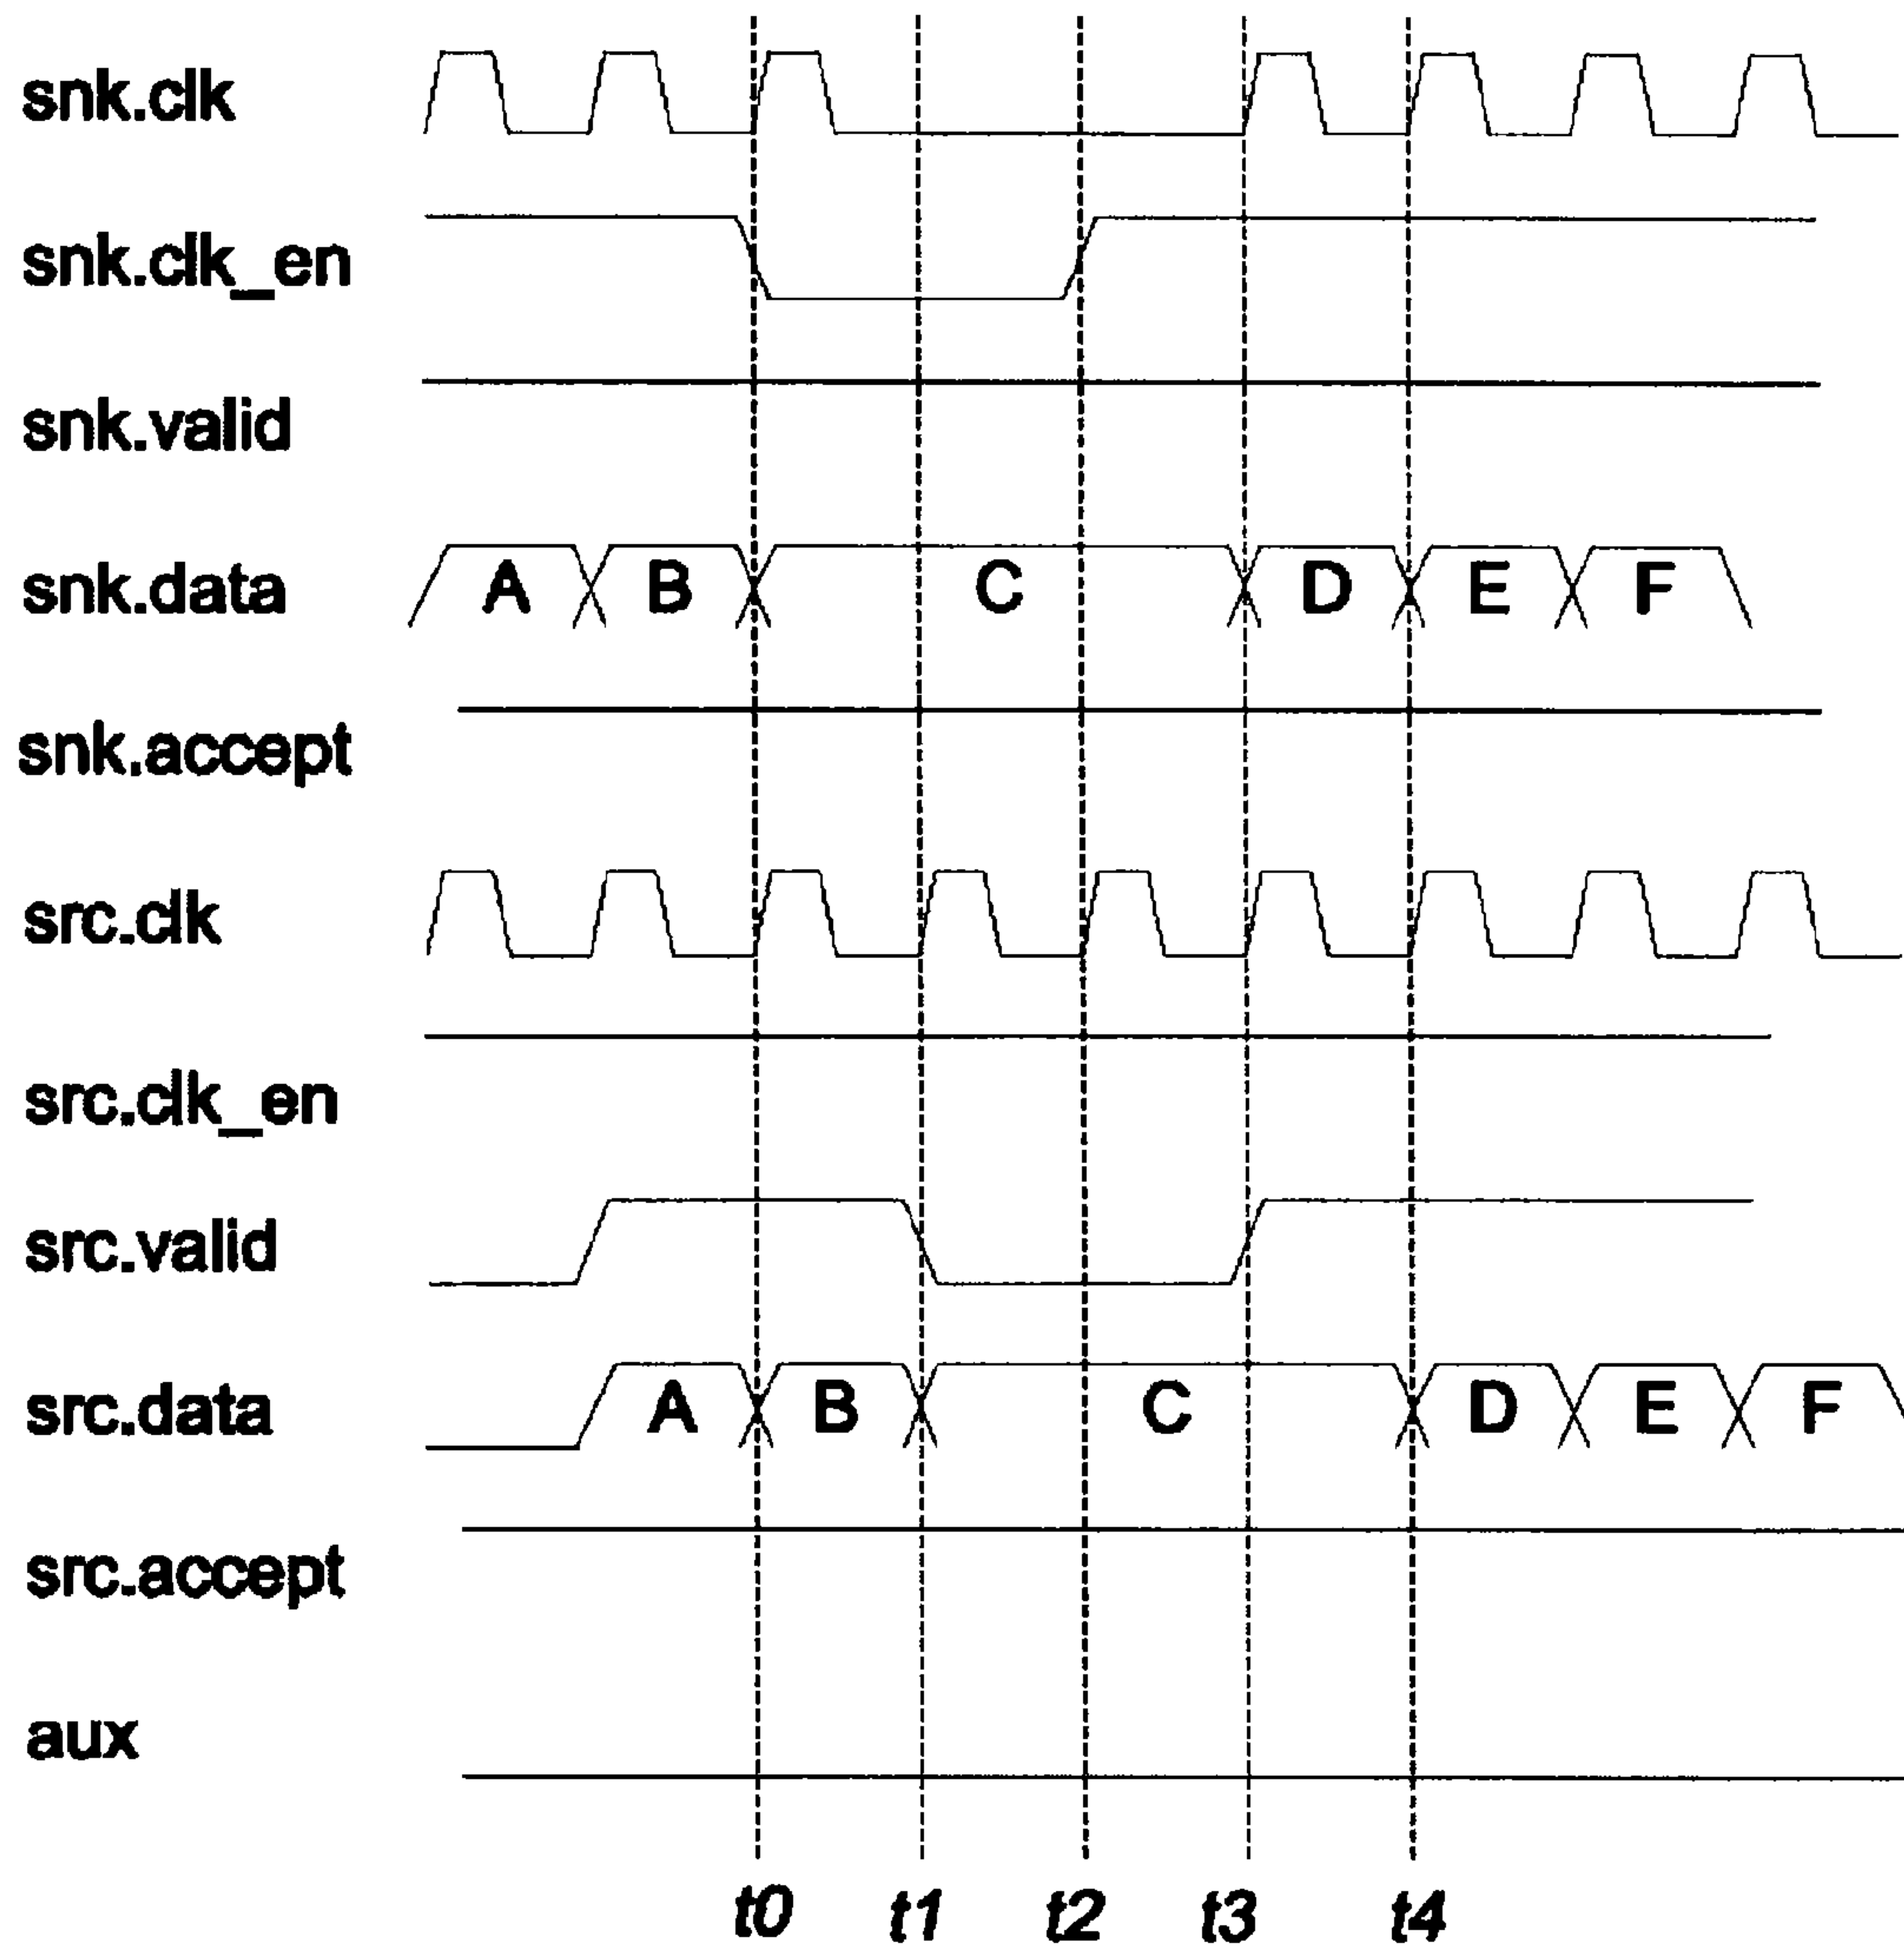 snk.clk
snk.clk_en
snk.valid
snk.data A B C D E F
snk.accept
src.clk
src.clk_en
src.valid
src.data A B C D E F
src.accept
aux
t0 t1 t2 t3 t4